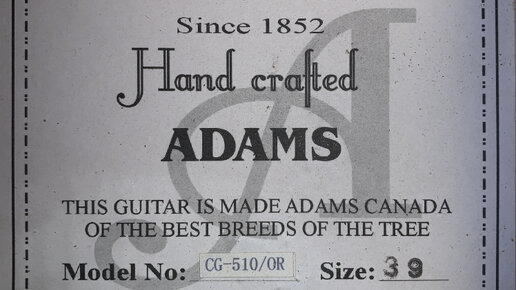 Since 1852
Hand crafted
ADAMS
THIS GUITAR IS MADE ADAMS CANADA
OF THE BEST BREEDS OF THE TREE
Model No: CG-510/OR Size: 39